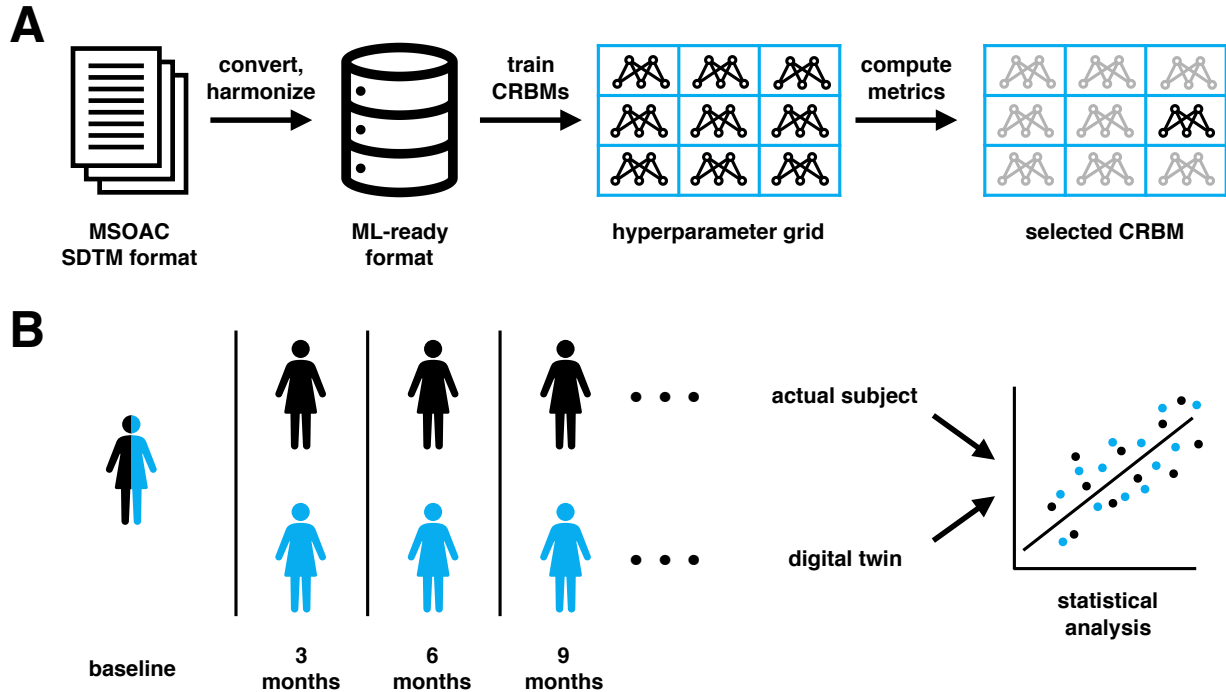 A
convert,
harmonize
train
CRBMs
compute
metrics
MSOAC
SDTM format
ML-ready
format
hyperparameter grid
selected CRBM
B
actual subject
digital twin
statistical
analysis
baseline
3
months
6
months
9
months